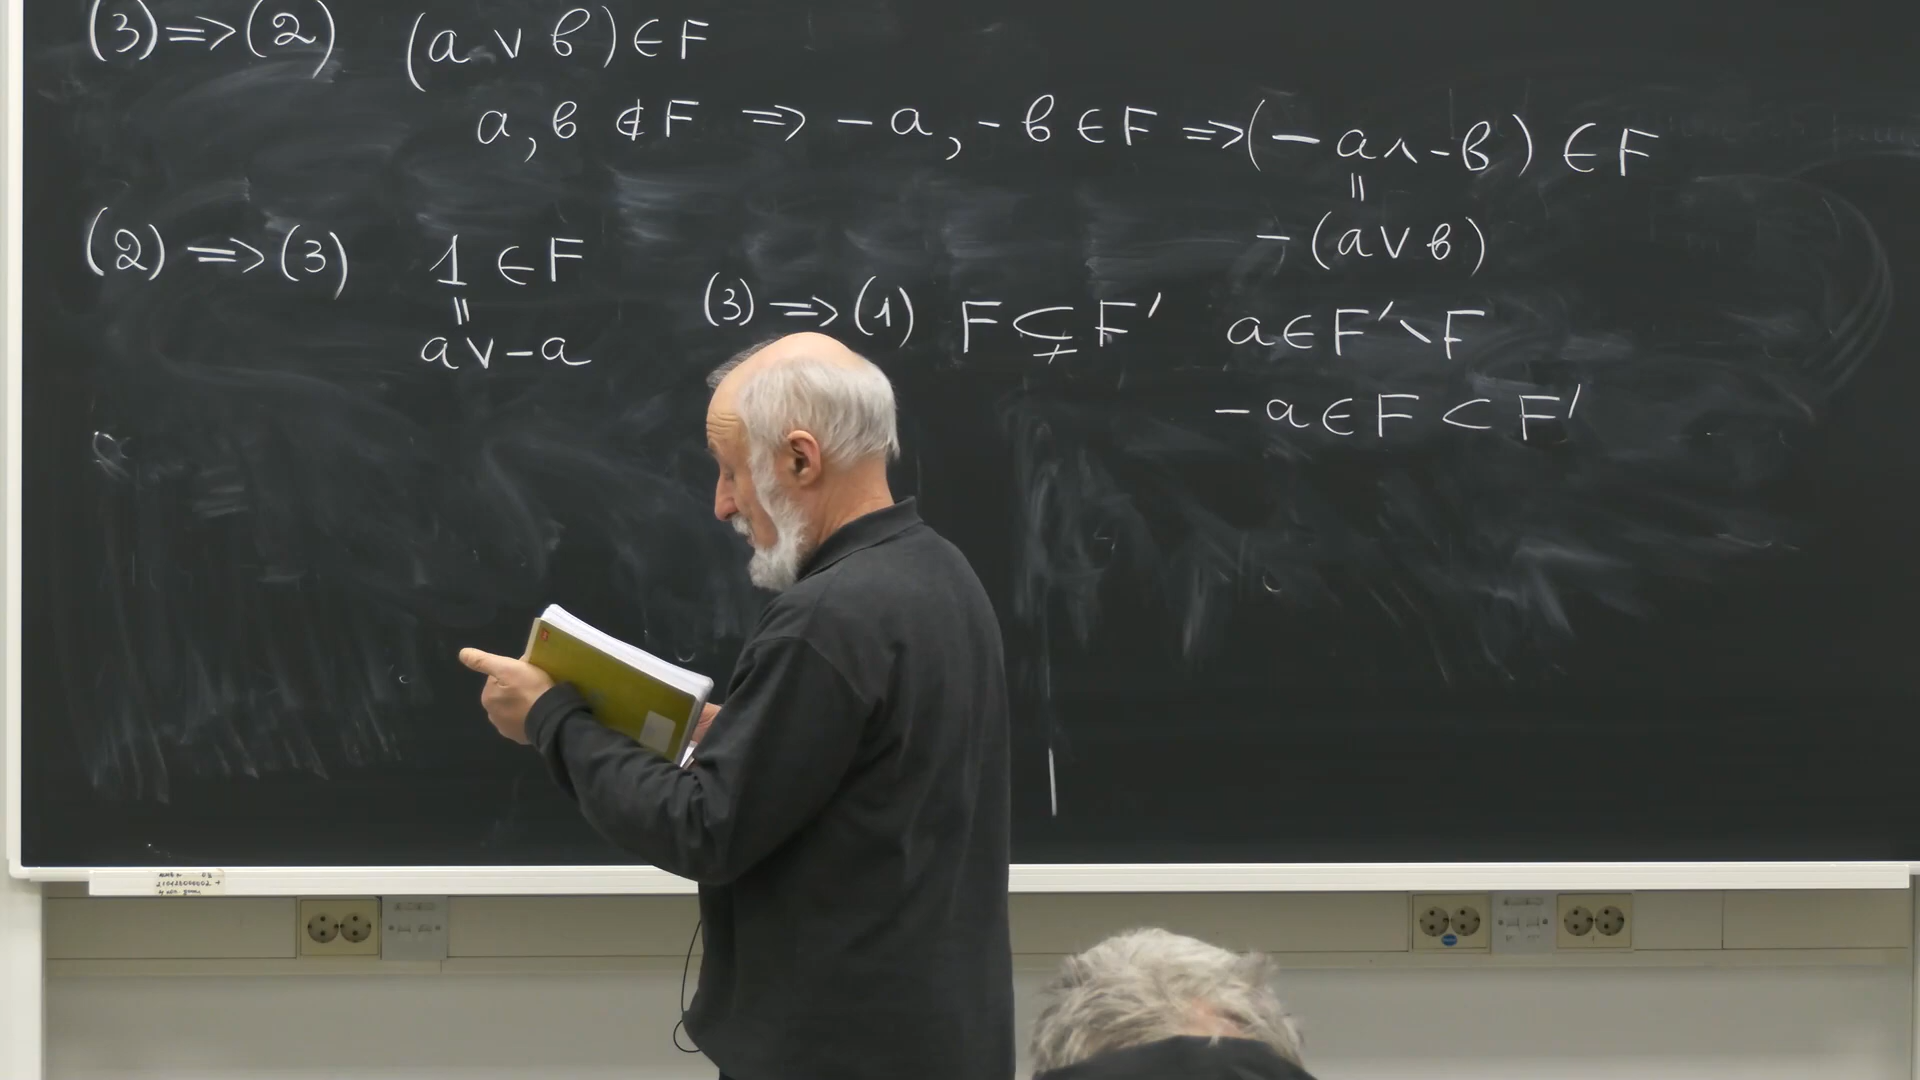 (3) => (2) (a ∨ в) ∈ F
a, в ∉ F => -a, -в ∈ F => (-a ∧ -в) ∈ F
||
-(a ∨ в)
(2) => (3) 1 ∈ F
||
a ∨ -a
(3) => (1) F ⊊ F' a ∈ F' \ F
-a ∈ F ⊂ F'